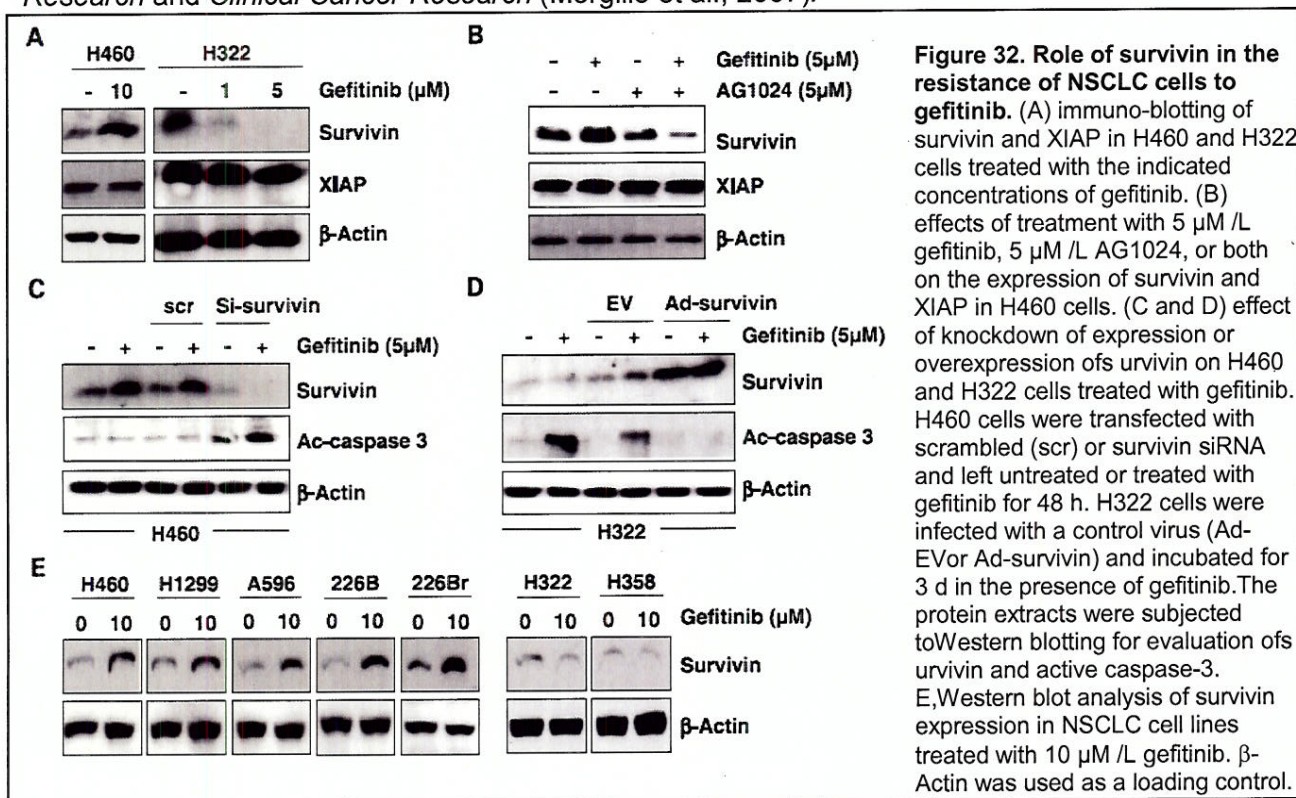 Research and Clinical Cancer Research (Morgillo et al., 2007).
A
H460 H322
- 10 - 1 5 Gefitinib (µM)
Survivin
XIAP
β-Actin
B
- + - + Gefitinib (5µM)
- - + + AG1024 (5µM)
Survivin
XIAP
β-Actin
C
scr Si-survivin
- + - + - + Gefitinib (5µM)
Survivin
Ac-caspase 3
β-Actin
H460
D
EV Ad-survivin
- + - + - + Gefitinib (5µM)
Survivin
Ac-caspase 3
β-Actin
H322
E
H460 H1299 A596 226B 226Br H322 H358
0 10 0 10 0 10 0 10 0 10 0 10 0 10 Gefitinib (µM)
Survivin
β-Actin
Figure 32. Role of survivin in the
resistance of NSCLC cells to
gefitinib. (A) immuno-blotting of
survivin and XIAP in H460 and H322
cells treated with the indicated
concentrations of gefitinib. (B)
effects of treatment with 5 µM /L
gefitinib, 5 µM /L AG1024, or both
on the expression of survivin and
XIAP in H460 cells. (C and D) effect
of knockdown of expression or
overexpression ofs urvivin on H460
and H322 cells treated with gefitinib.
H460 cells were transfected with
scrambled (scr) or survivin siRNA
and left untreated or treated with
gefitinib for 48 h. H322 cells were
infected with a control virus (Ad-
EVor Ad-survivin) and incubated for
3 d in the presence of gefitinib.The
protein extracts were subjected
toWestern blotting for evaluation ofs
urvivin and active caspase-3.
E,Western blot analysis of survivin
expression in NSCLC cell lines
treated with 10 µM /L gefitinib. β-
Actin was used as a loading control.